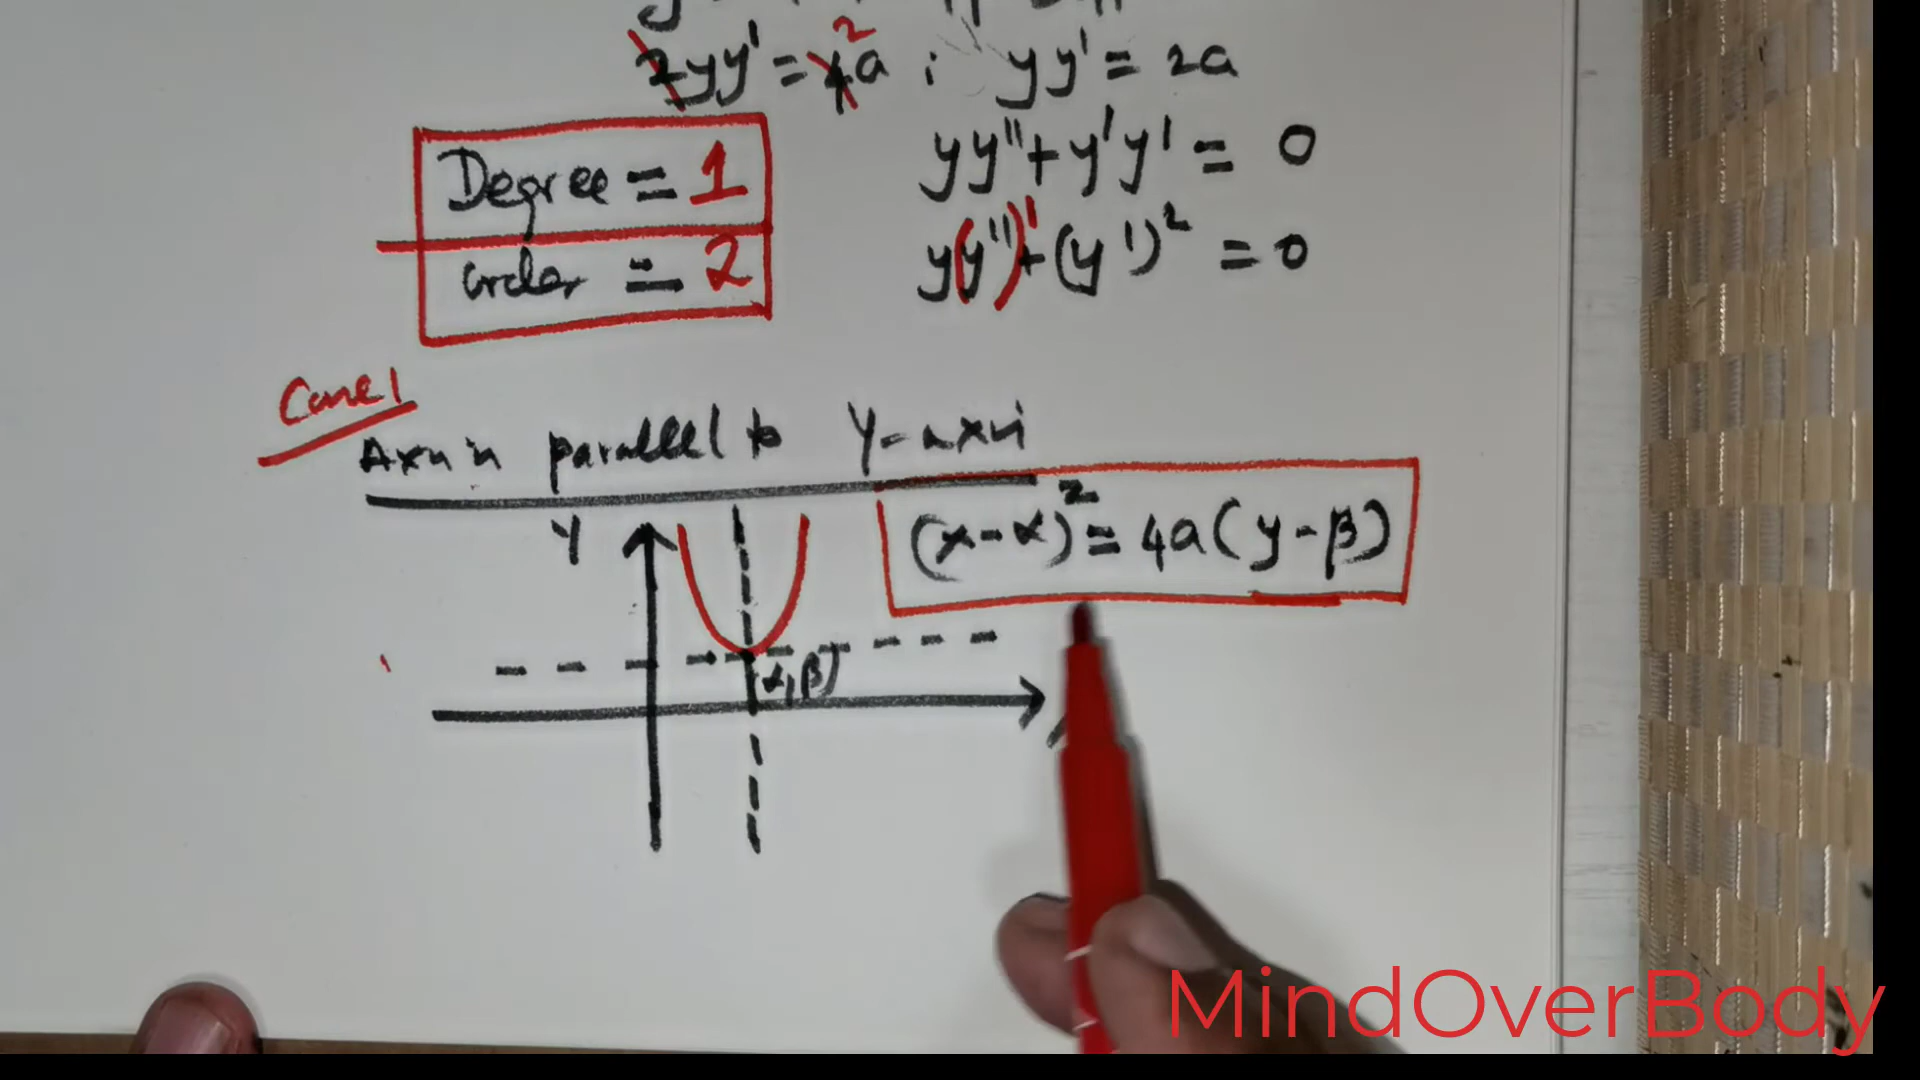 2yy' = 4a 2 ; yy' = 2a
yy'' + y'y' = 0
Degree = 1
y(y'')' + (y')² = 0
order = 2
Case 1
Axis is parallel to Y-axis
Y
(x-α)² = 4a(y-β)
(α,β)
MindOverBody